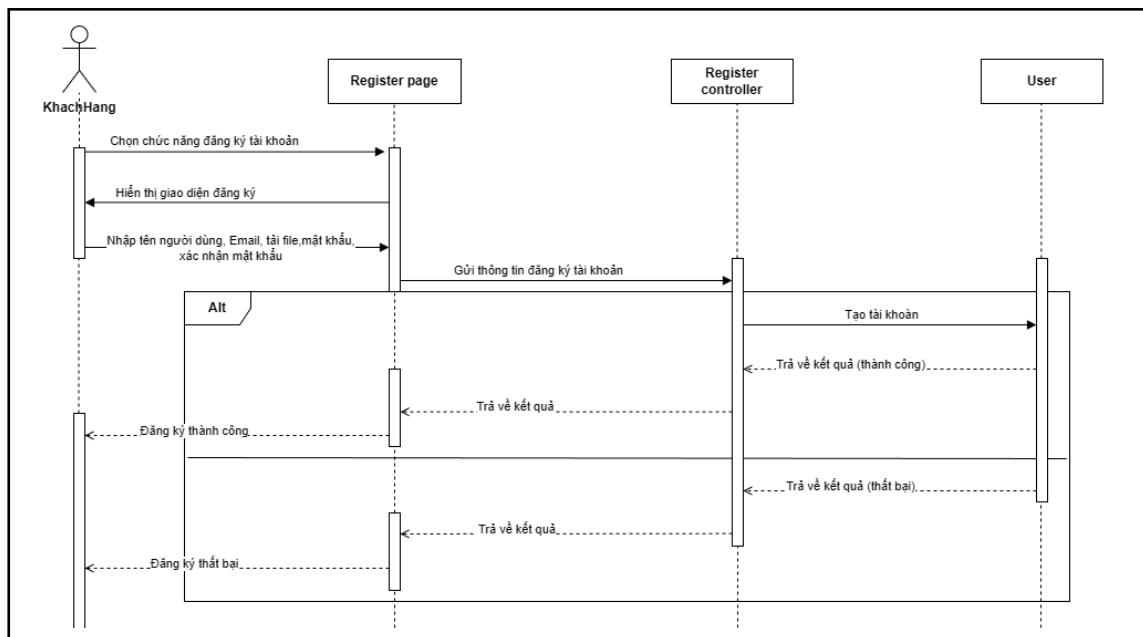 KhachHang
Register page
Register
controller
User
Chọn chức năng đăng ký tài khoản
Hiển thị giao diện đăng ký
Nhập tên người dùng, Email, tải file,mật khẩu,
xác nhận mật khẩu
Gửi thông tin đăng ký tài khoản
Alt
Tạo tài khoàn
Trả về kết quả (thành công)
Trả về kết quả
Đăng ký thành công
Trả về kết quả (thất bại)
Trả về kết quả
Đăng ký thất bại